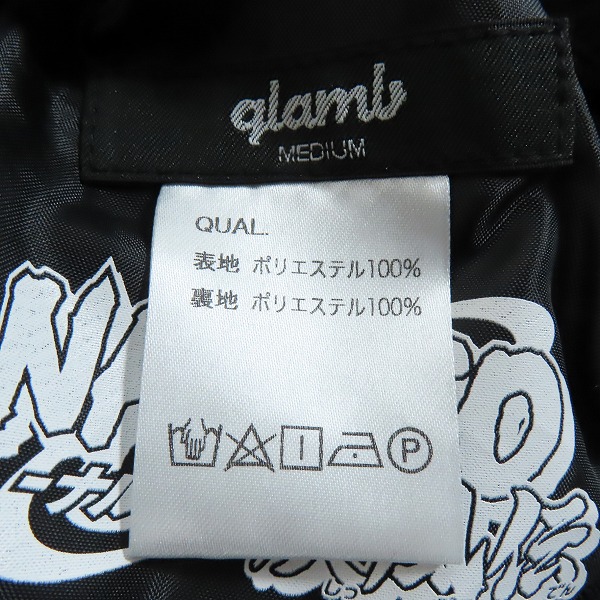 glamb
MEDIUM
QUAL.
表地 ポリエステル100%
裏地 ポリエステル100%
P